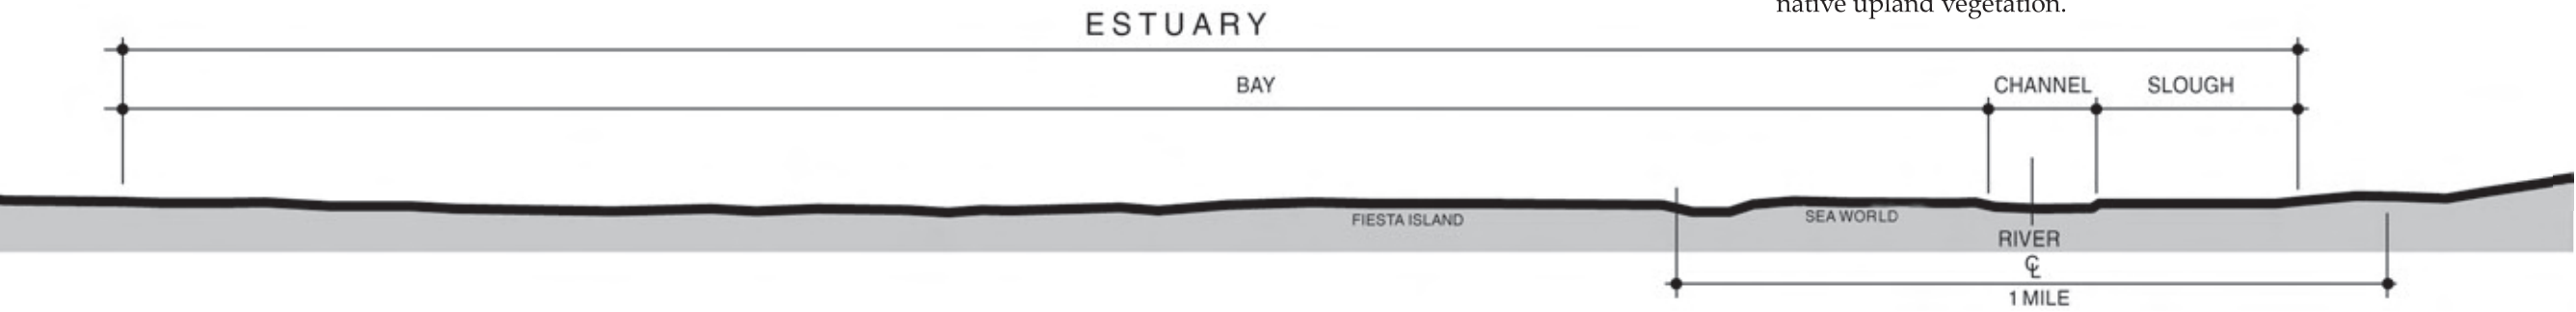 native upland vegetation.
ESTUARY
BAY
CHANNEL
SLOUGH
FIESTA ISLAND
SEA WORLD
RIVER
℄
1 MILE